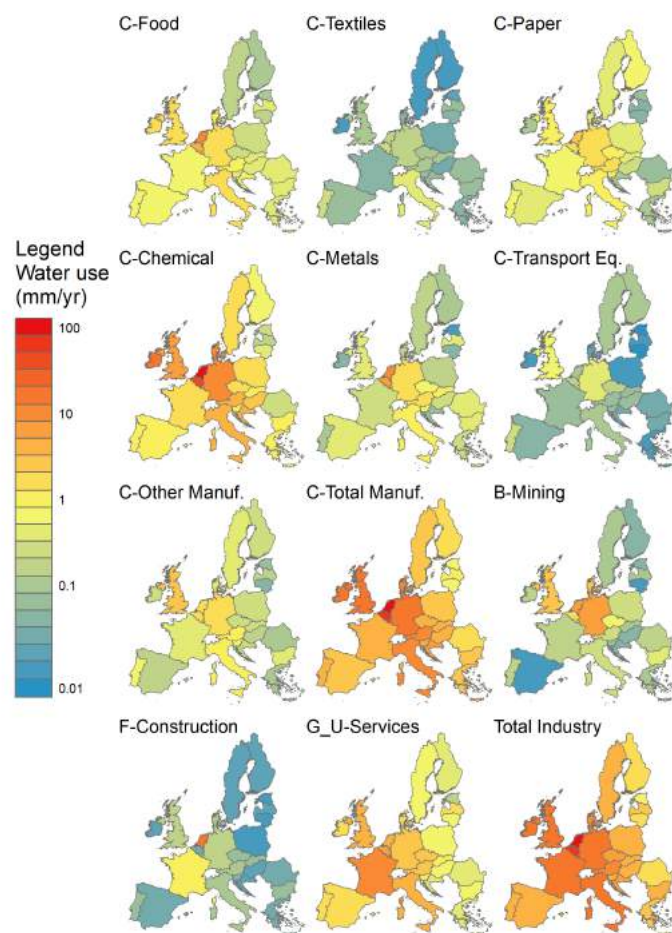 C-Food C-Textiles C-Paper
Legend
Water use
(mm/yr)
100
10
1
0.1
0.01
C-Chemical C-Metals C-Transport Eq.
C-Other Manuf. C-Total Manuf. B-Mining
F-Construction G_U-Services Total Industry